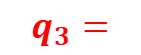 q₃ =